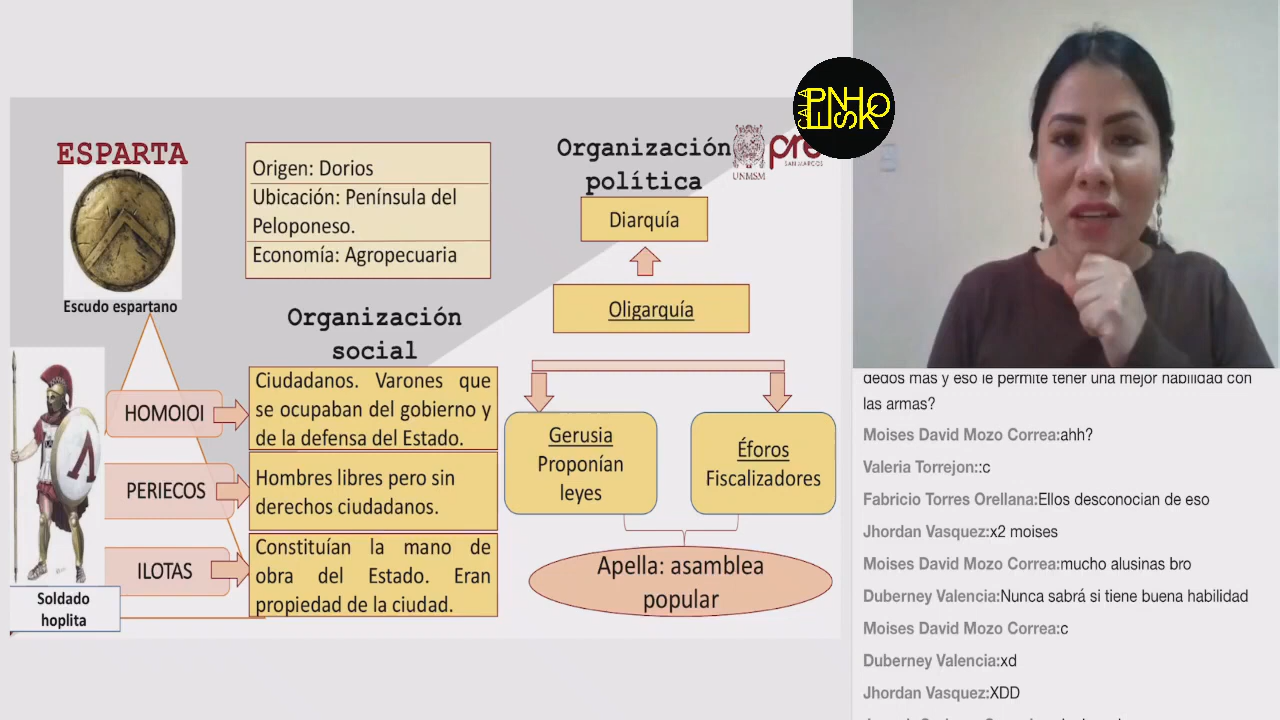 ESPARTA
Escudo espartano
Origen: Dorios
Ubicación: Península del
Peloponeso.
Economía: Agropecuaria
Organización
social
HOMOIOI
Ciudadanos. Varones que
se ocupaban del gobierno y
de la defensa del Estado.
PERIECOS
Hombres libres pero sin
derechos ciudadanos.
ILOTAS
Constituían la mano de
obra del Estado. Eran
propiedad de la ciudad.
Soldado
hoplita
Organización
política
UNMSM
pre
SAN MARCOS
Diarquía
Oligarquía
Gerusia
Proponían
leyes
Éforos
Fiscalizadores
Apella: asamblea
popular
dedos más y eso le permite tener una mejor habilidad con
las armas?
Moises David Mozo Correa:ahh?
Valeria Torrejon::c
Fabricio Torres Orellana:Ellos desconocian de eso
Jhordan Vasquez:x2 moises
Moises David Mozo Correa:mucho alusinas bro
Duberney Valencia:Nunca sabrá si tiene buena habilidad
Moises David Mozo Correa:c
Duberney Valencia:xd
Jhordan Vasquez:XDD